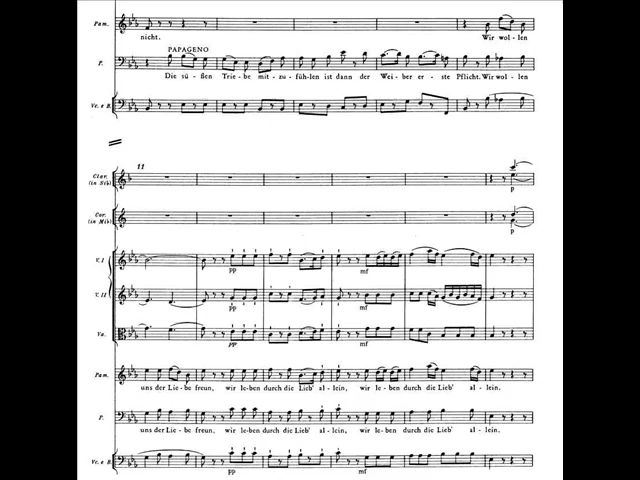 Pam.
nicht. Wir wol - len
PAPAGENO
P.
Die sü - ßen Trie - be mit - zu - füh - len ist dann der Wei - ber er - ste Pflicht. Wir wol - len
Vc. e B.
11
Clar.
(in Sib)
p
Cor.
(in Mib)
p
V. I
pp mf
V. II
pp mf
Va.
pp mf
Pam.
uns der Lie - be freun, wir le - ben durch die Lieb' al - lein, wir le - ben durch die Lieb' al - lein,
P.
uns der Lie - be freun, wir le - ben durch die Lieb' al - lein, wir le - ben durch die Lieb' al - lein,
Vc. e B.
pp mf